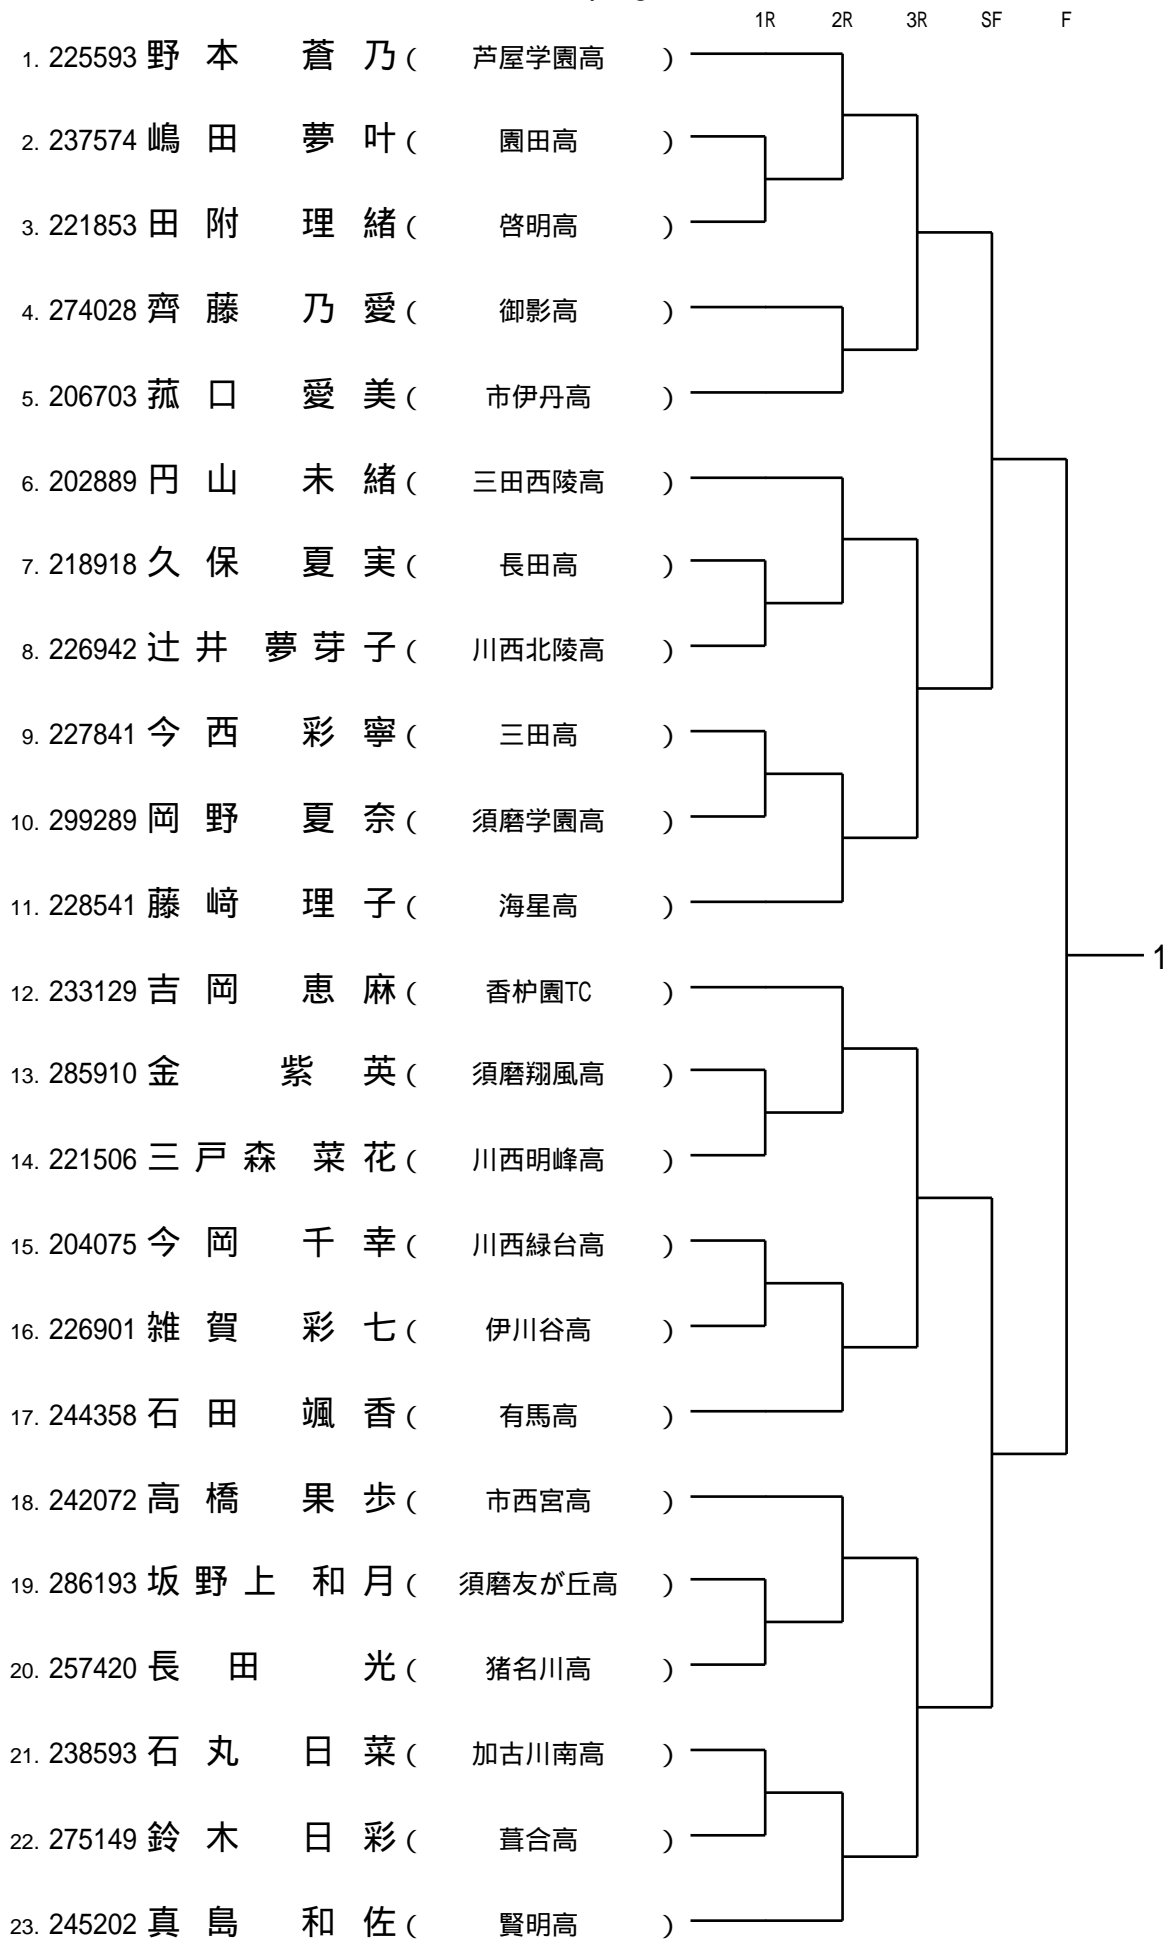 1R 2R 3R SF F
1. 225593 野本 蒼乃 ( 芦屋学園高 )
2. 237574 嶋田 夢叶 ( 園田高 )
3. 221853 田附 理緒 ( 啓明高 )
4. 274028 齊藤 乃愛 ( 御影高 )
5. 206703 菰口 愛美 ( 市伊丹高 )
6. 202889 円山 未緒 ( 三田西陵高 )
7. 218918 久保 夏実 ( 長田高 )
8. 226942 辻井 夢芽子 ( 川西北陵高 )
9. 227841 今西 彩寧 ( 三田高 )
10. 299289 岡野 夏奈 ( 須磨学園高 )
11. 228541 藤﨑 理子 ( 海星高 )
1
12. 233129 吉岡 恵麻 ( 香枦園TC )
13. 285910 金 紫英 ( 須磨翔風高 )
14. 221506 三戸森 菜花 ( 川西明峰高 )
15. 204075 今岡 千幸 ( 川西緑台高 )
16. 226901 雑賀 彩七 ( 伊川谷高 )
17. 244358 石田 颯香 ( 有馬高 )
18. 242072 高橋 果歩 ( 市西宮高 )
19. 286193 坂野上 和月 ( 須磨友が丘高 )
20. 257420 長田 光 ( 猪名川高 )
21. 238593 石丸 日菜 ( 加古川南高 )
22. 275149 鈴木 日彩 ( 葺合高 )
23. 245202 真島 和佐 ( 賢明高 )